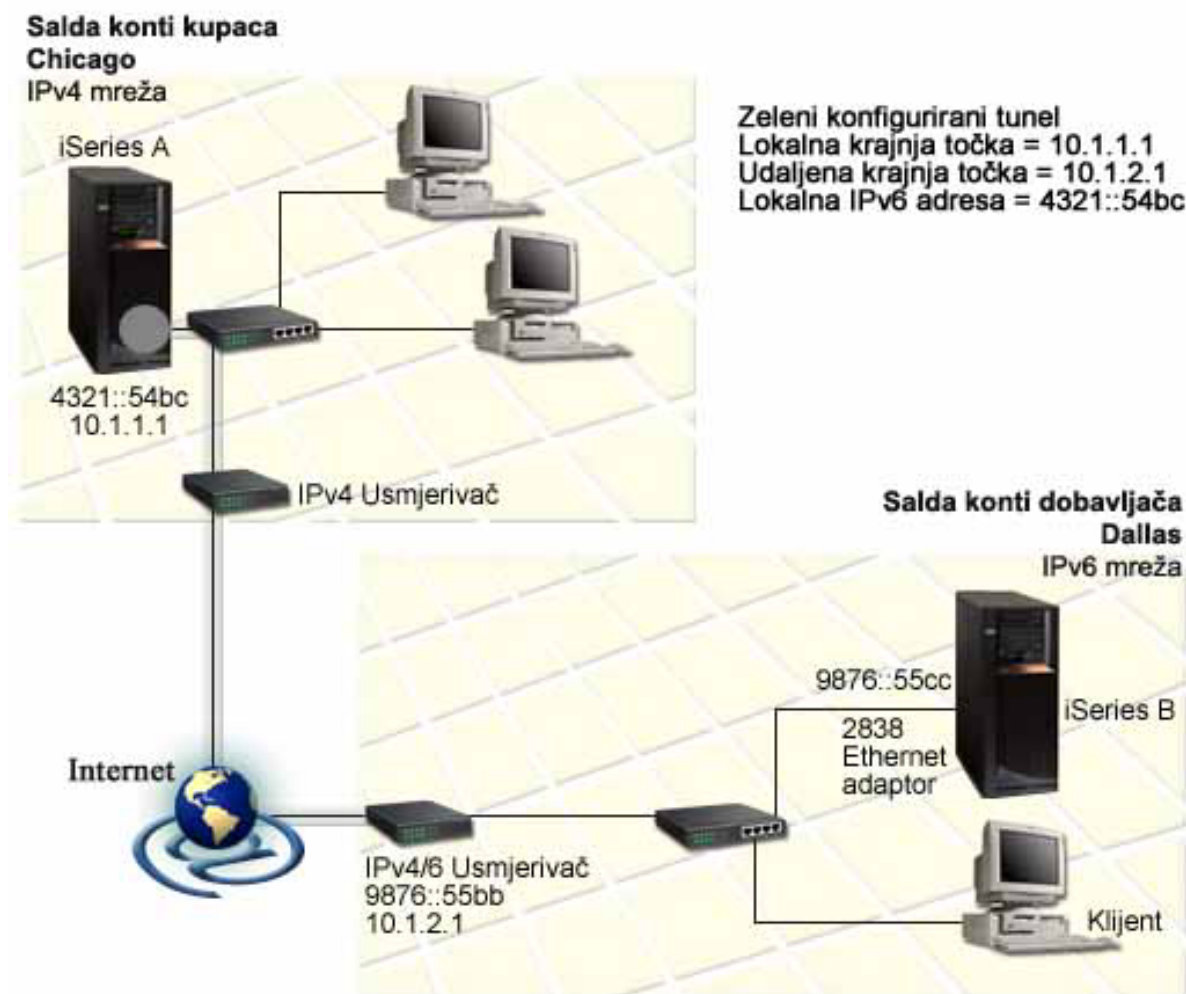 Salda konti kupaca
Chicago
IPv4 mreža
iSeries A
Zeleni konfigurirani tunel
Lokalna krajnja točka = 10.1.1.1
Udaljena krajnja točka = 10.1.2.1
Lokalna IPv6 adresa = 4321::54bc
4321::54bc
10.1.1.1
IPv4 Usmjerivač
Salda konti dobavljača
Dallas
IPv6 mreža
9876::55cc
iSeries B
2838
Ethernet
adaptor
Internet
IPv4/6 Usmjerivač
9876::55bb
10.1.2.1
Klijent